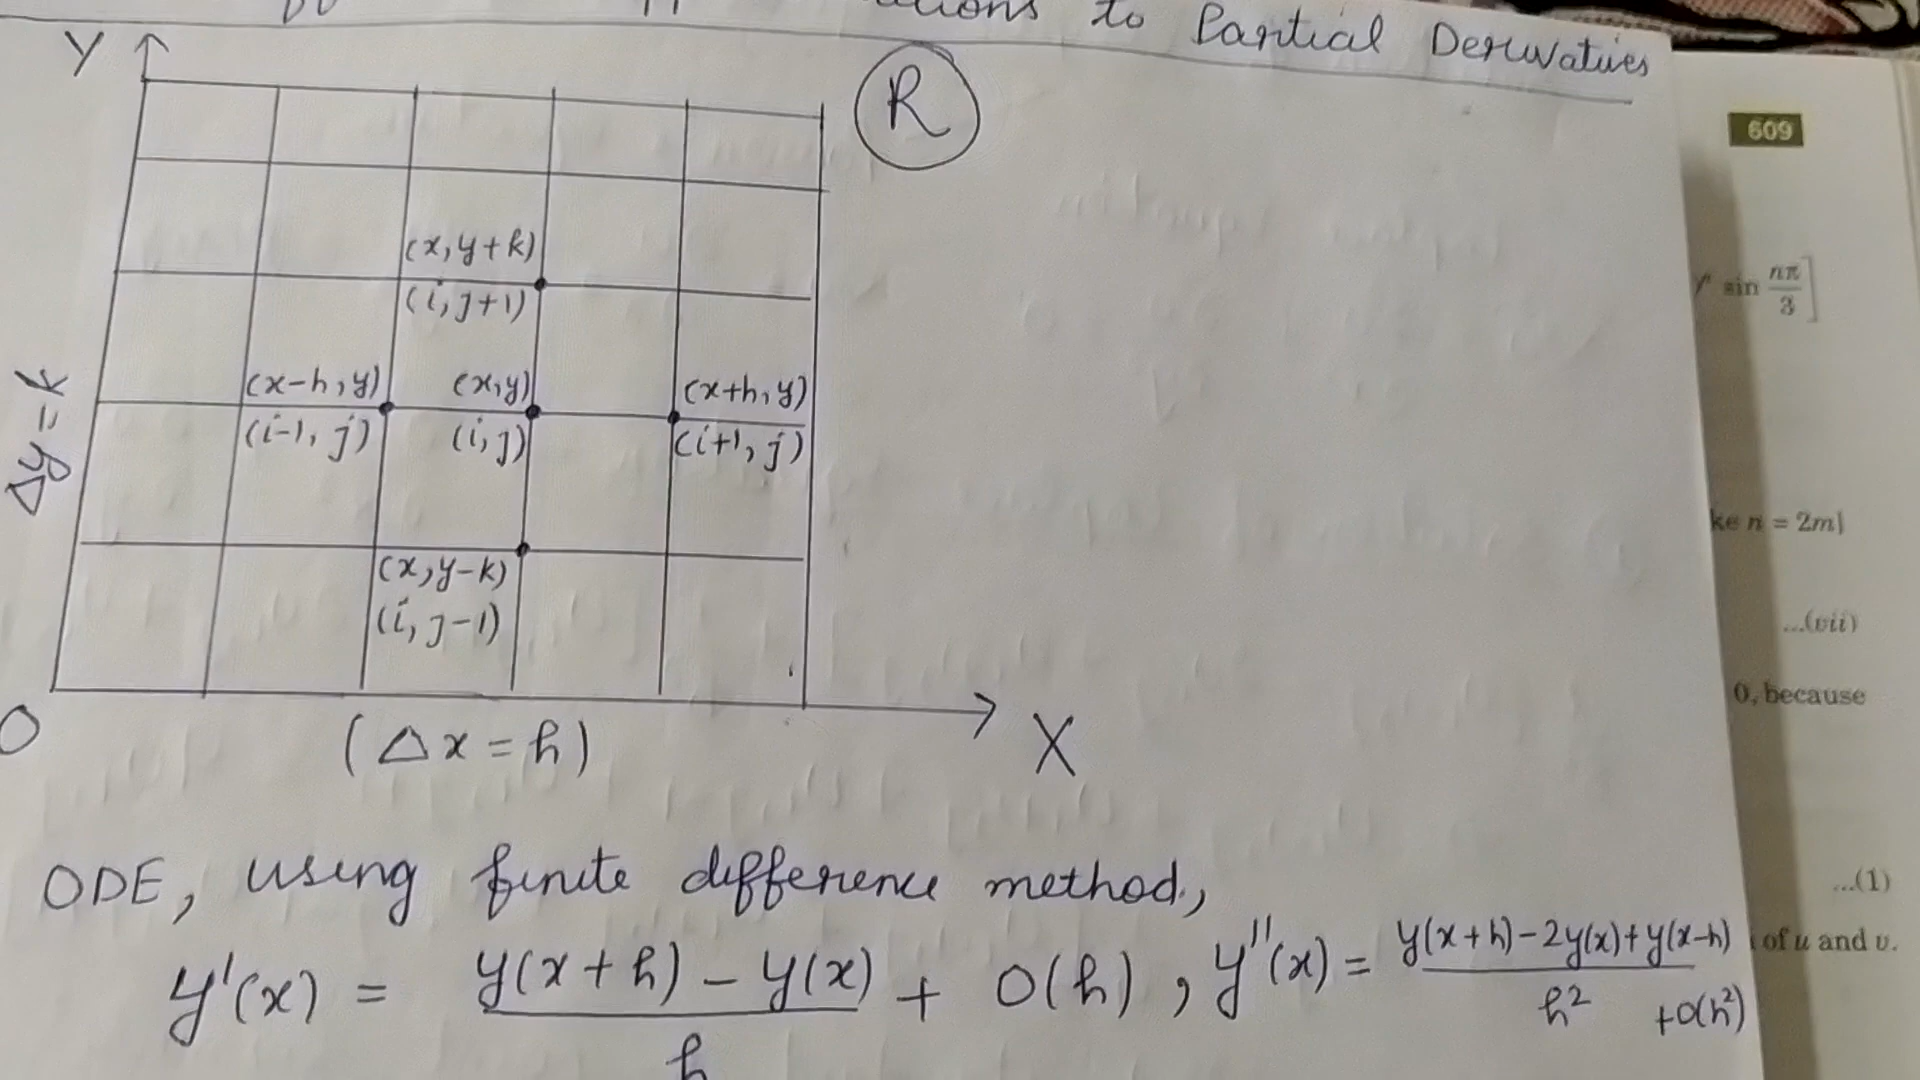 to Partial Derivatives
Y
R
609
(x, y+k)
(i, j+1)
sin nπ/3]
(x-h, y)
(x,y)
(x+h, y)
(i-1, j)
(i, j)
(i+1, j)
Δy = k
n = 2m]
(x, y-k)
(i, j-1)
...(vii)
0, because
O
(Δx = h)
X
...(1)
ODE, using finite difference method,
of u and v.
y'(x) = y(x+h) - y(x) / h + O(h), y''(x) = y(x+h) - 2y(x) + y(x-h) / h² + O(h²)